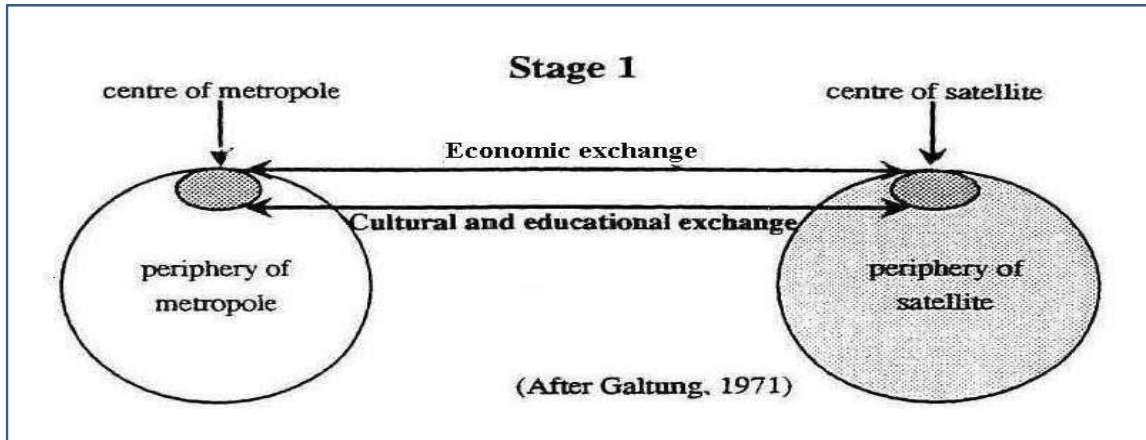 Stage 1
centre of metropole
centre of satellite
Economic exchange
Cultural and educational exchange
periphery of
metropole
periphery of
satellite
(After Galtung, 1971)